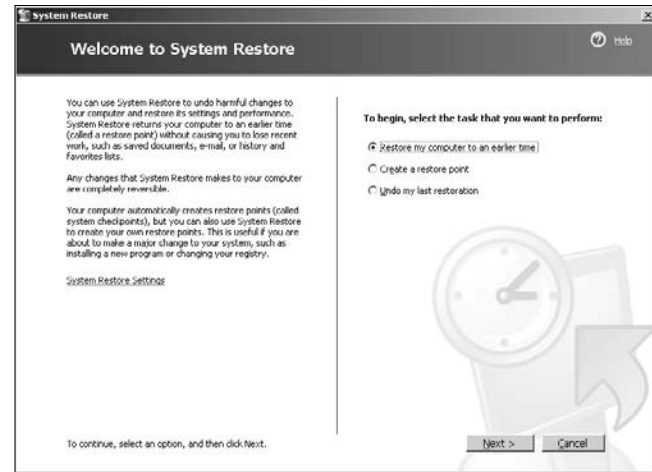 System Restore
Welcome to System Restore
Help
You can use System Restore to undo harmful changes to
your computer and restore its settings and performance.
System Restore returns your computer to an earlier time
(called a restore point) without causing you to lose recent
work, such as saved documents, e-mail, or history and
favorites lists.
Any changes that System Restore makes to your computer
are completely reversible.
Your computer automatically creates restore points (called
system checkpoints), but you can also use System Restore
to create your own restore points. This is useful if you are
about to make a major change to your system, such as
installing a new program or changing your registry.
System Restore Settings
To begin, select the task that you want to perform:
Restore my computer to an earlier time
Create a restore point
Undo my last restoration
To continue, select an option, and then click Next.
Next >
Cancel